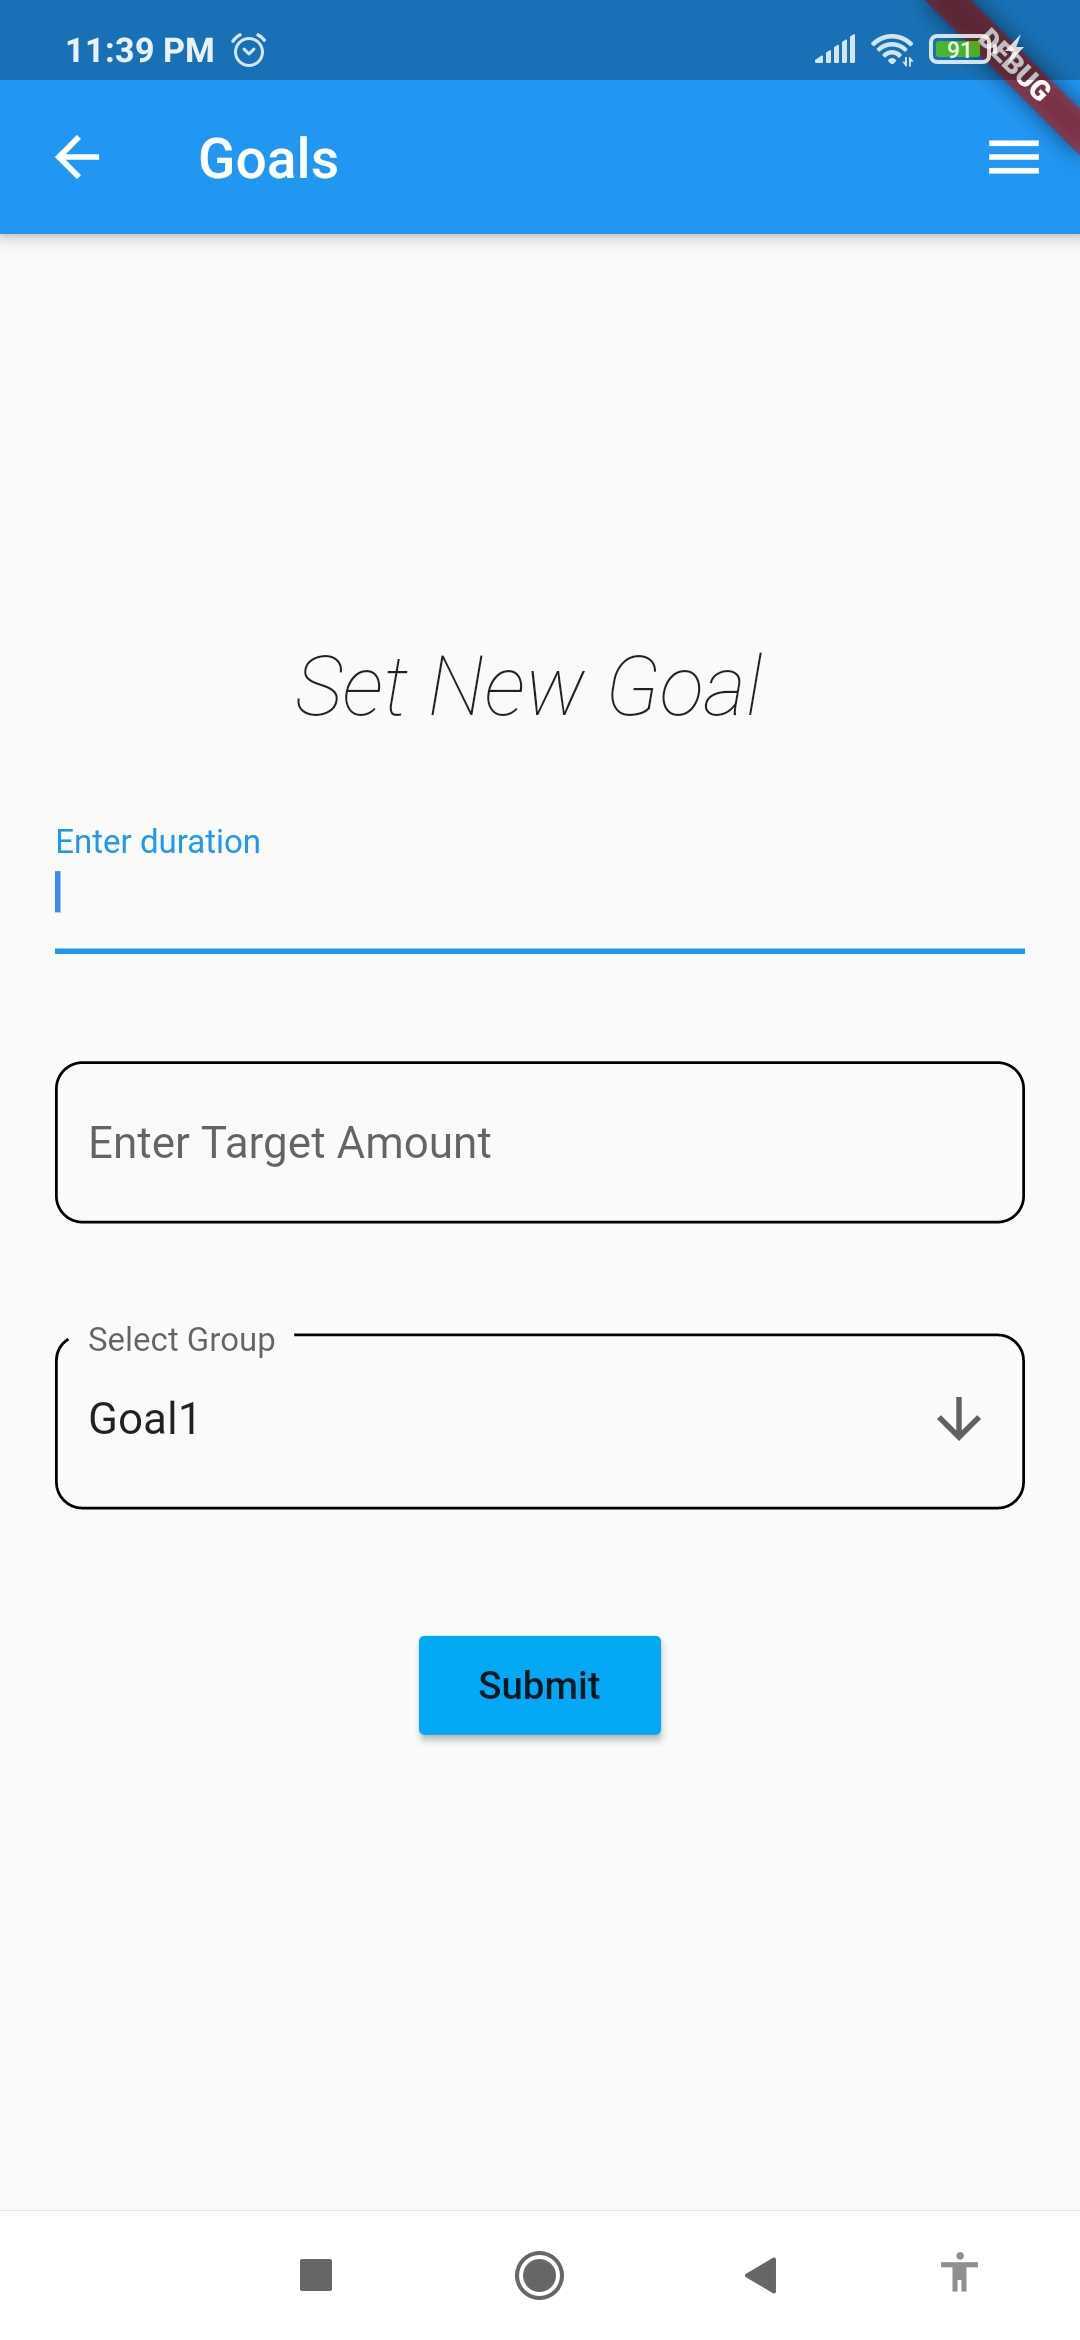 11:39 PM
91
DEBUG
Goals
Set New Goal
Enter duration
Enter Target Amount
Select Group
Goal1
Submit